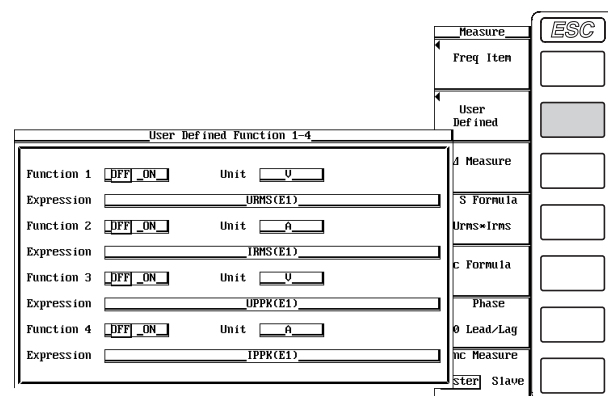 Measure
ESC
Freq Item
User
Defined
User Defined Function 1-4
Function 1 OFF ON Unit V
Expression URMS(E1)
Function 2 OFF ON Unit A
Expression IRMS(E1)
Function 3 OFF ON Unit V
Expression UPPK(E1)
Function 4 OFF ON Unit A
Expression IPPK(E1)
Measure
S Formula
Urms*Irms
c Formula
Phase
0 Lead/Lag
nc Measure
ster Slave